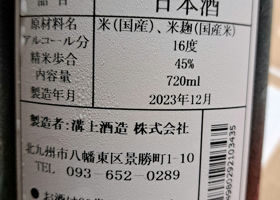 品目 日本酒
原材料名 米(国産)、米麹(国産米)
アルコール分 16度
精米歩合 45%
内容量 720ml
製造年月 2023年12月
製造者:溝上酒造 株式会社
北九州市八幡東区景勝町1-10
TEL 093-652-0289
4980292103435